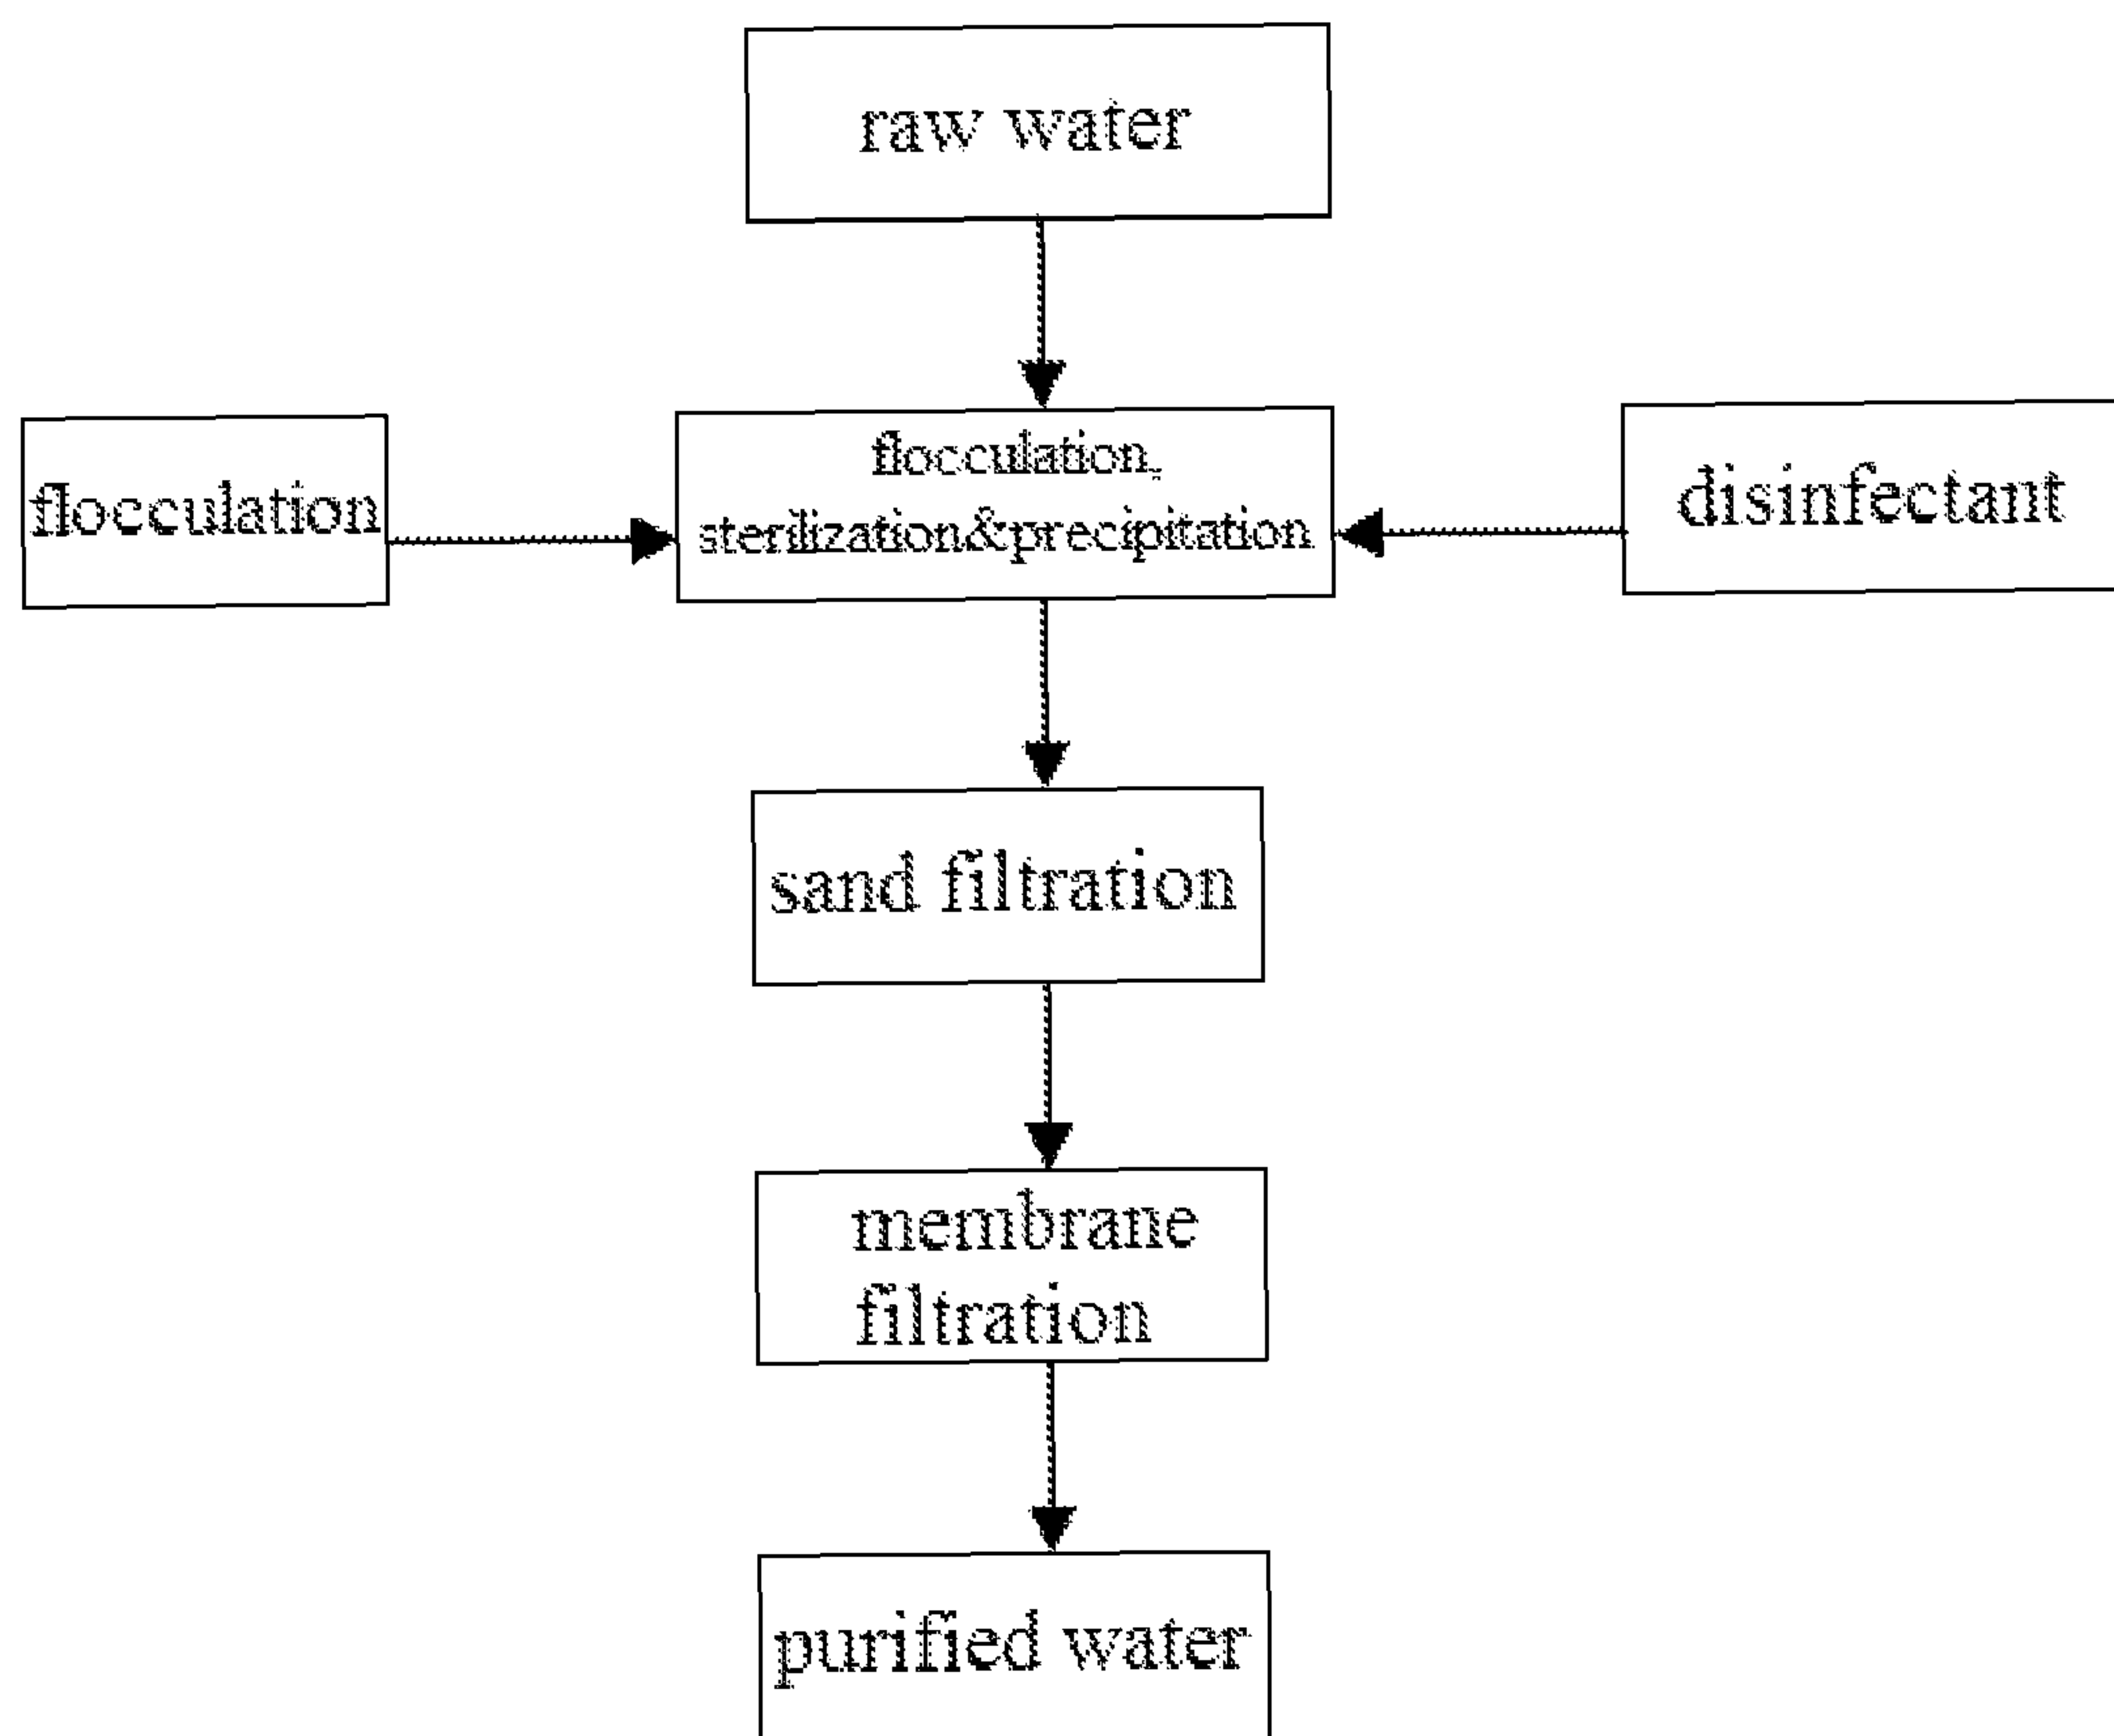 raw water
flocculation
flocculation,
sterilization&precipitation
disinfectant
sand filtration
membrane
filtration
purified water